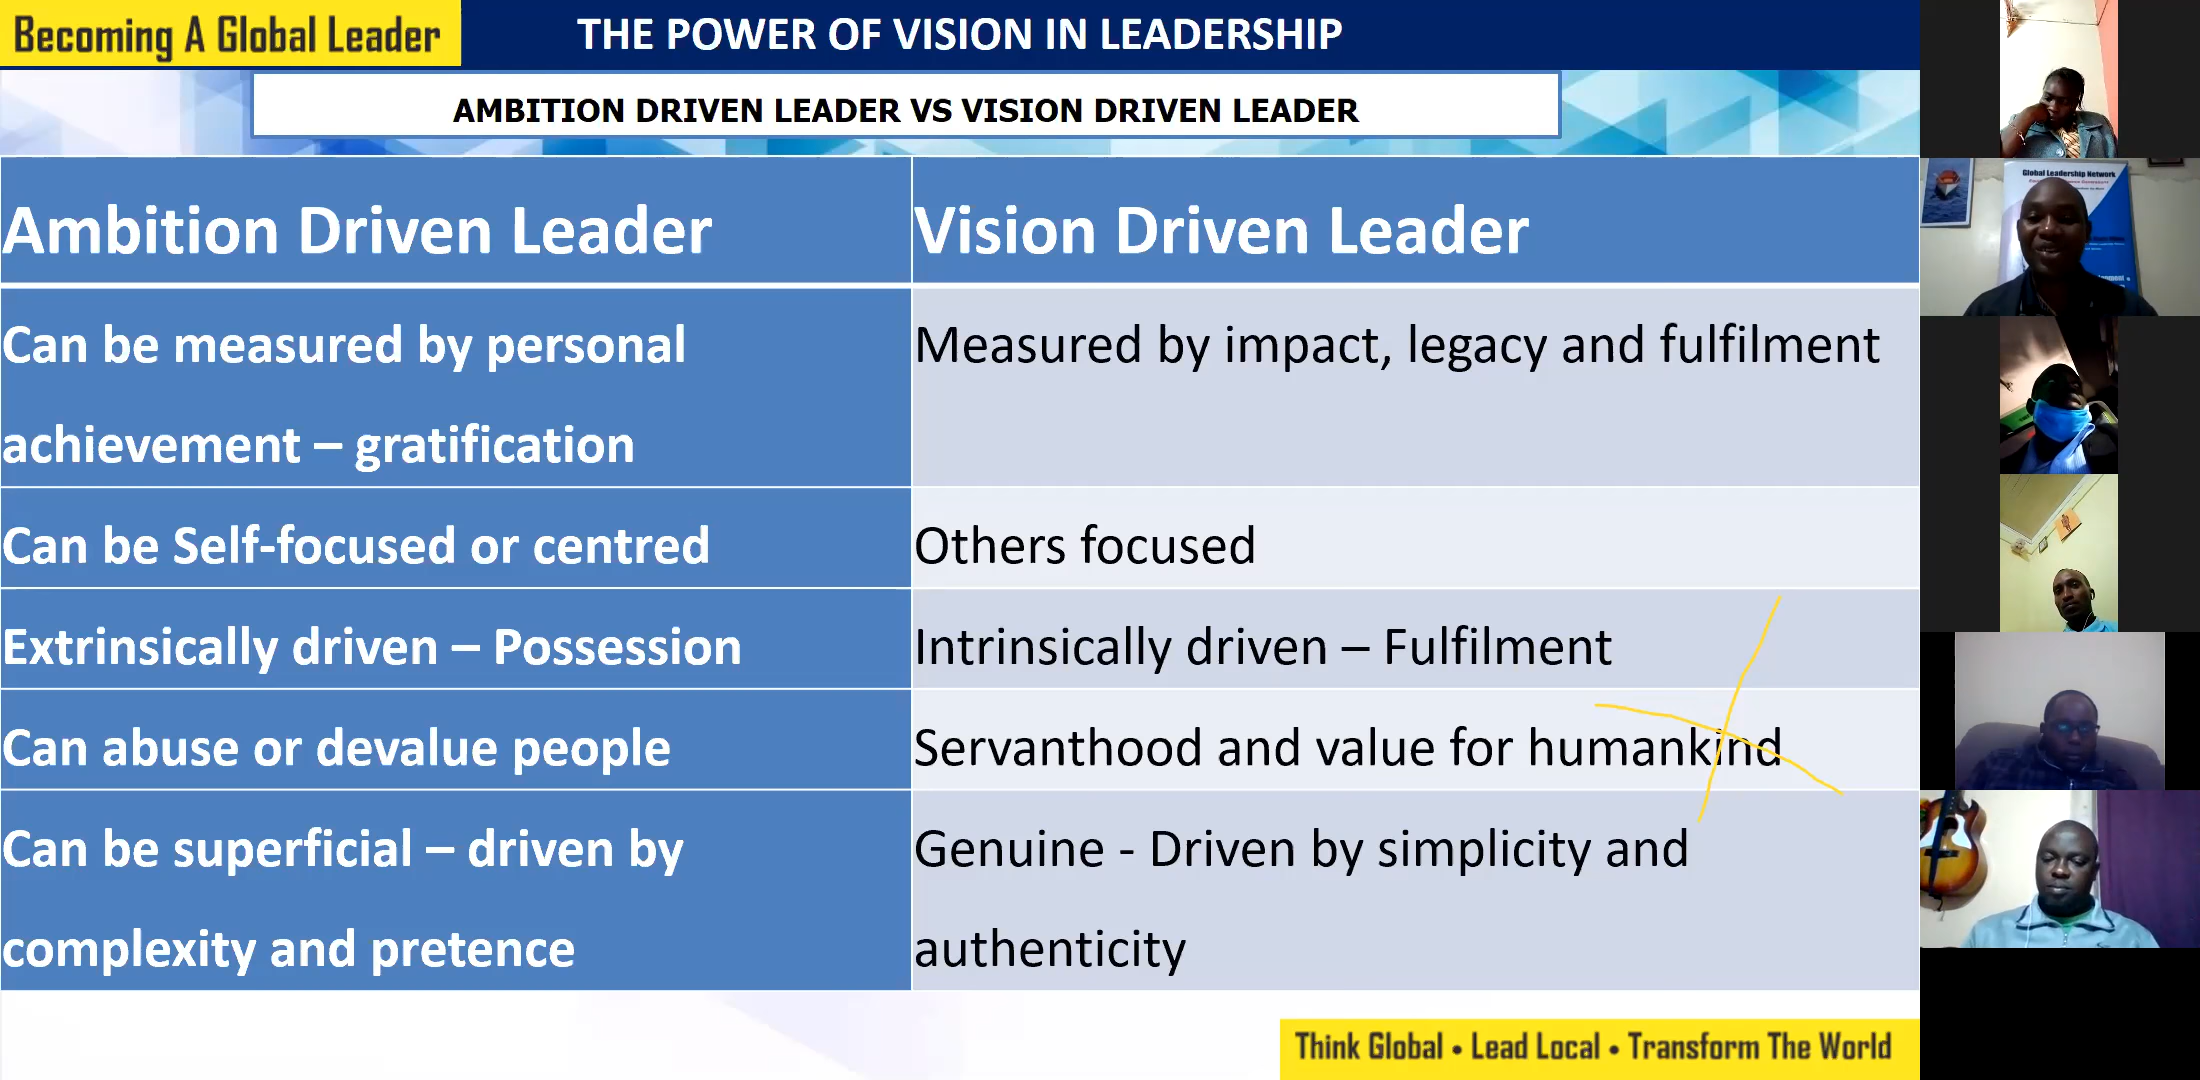 Becoming A Global Leader
THE POWER OF VISION IN LEADERSHIP
AMBITION DRIVEN LEADER VS VISION DRIVEN LEADER
Ambition Driven Leader
Vision Driven Leader
Can be measured by personal
achievement – gratification
Measured by impact, legacy and fulfilment
Can be Self-focused or centred
Others focused
Extrinsically driven – Possession
Intrinsically driven – Fulfilment
Can abuse or devalue people
Servanthood and value for humankind
Can be superficial – driven by
complexity and pretence
Genuine - Driven by simplicity and
authenticity
Think Global • Lead Local • Transform The World
Global Leadership Network